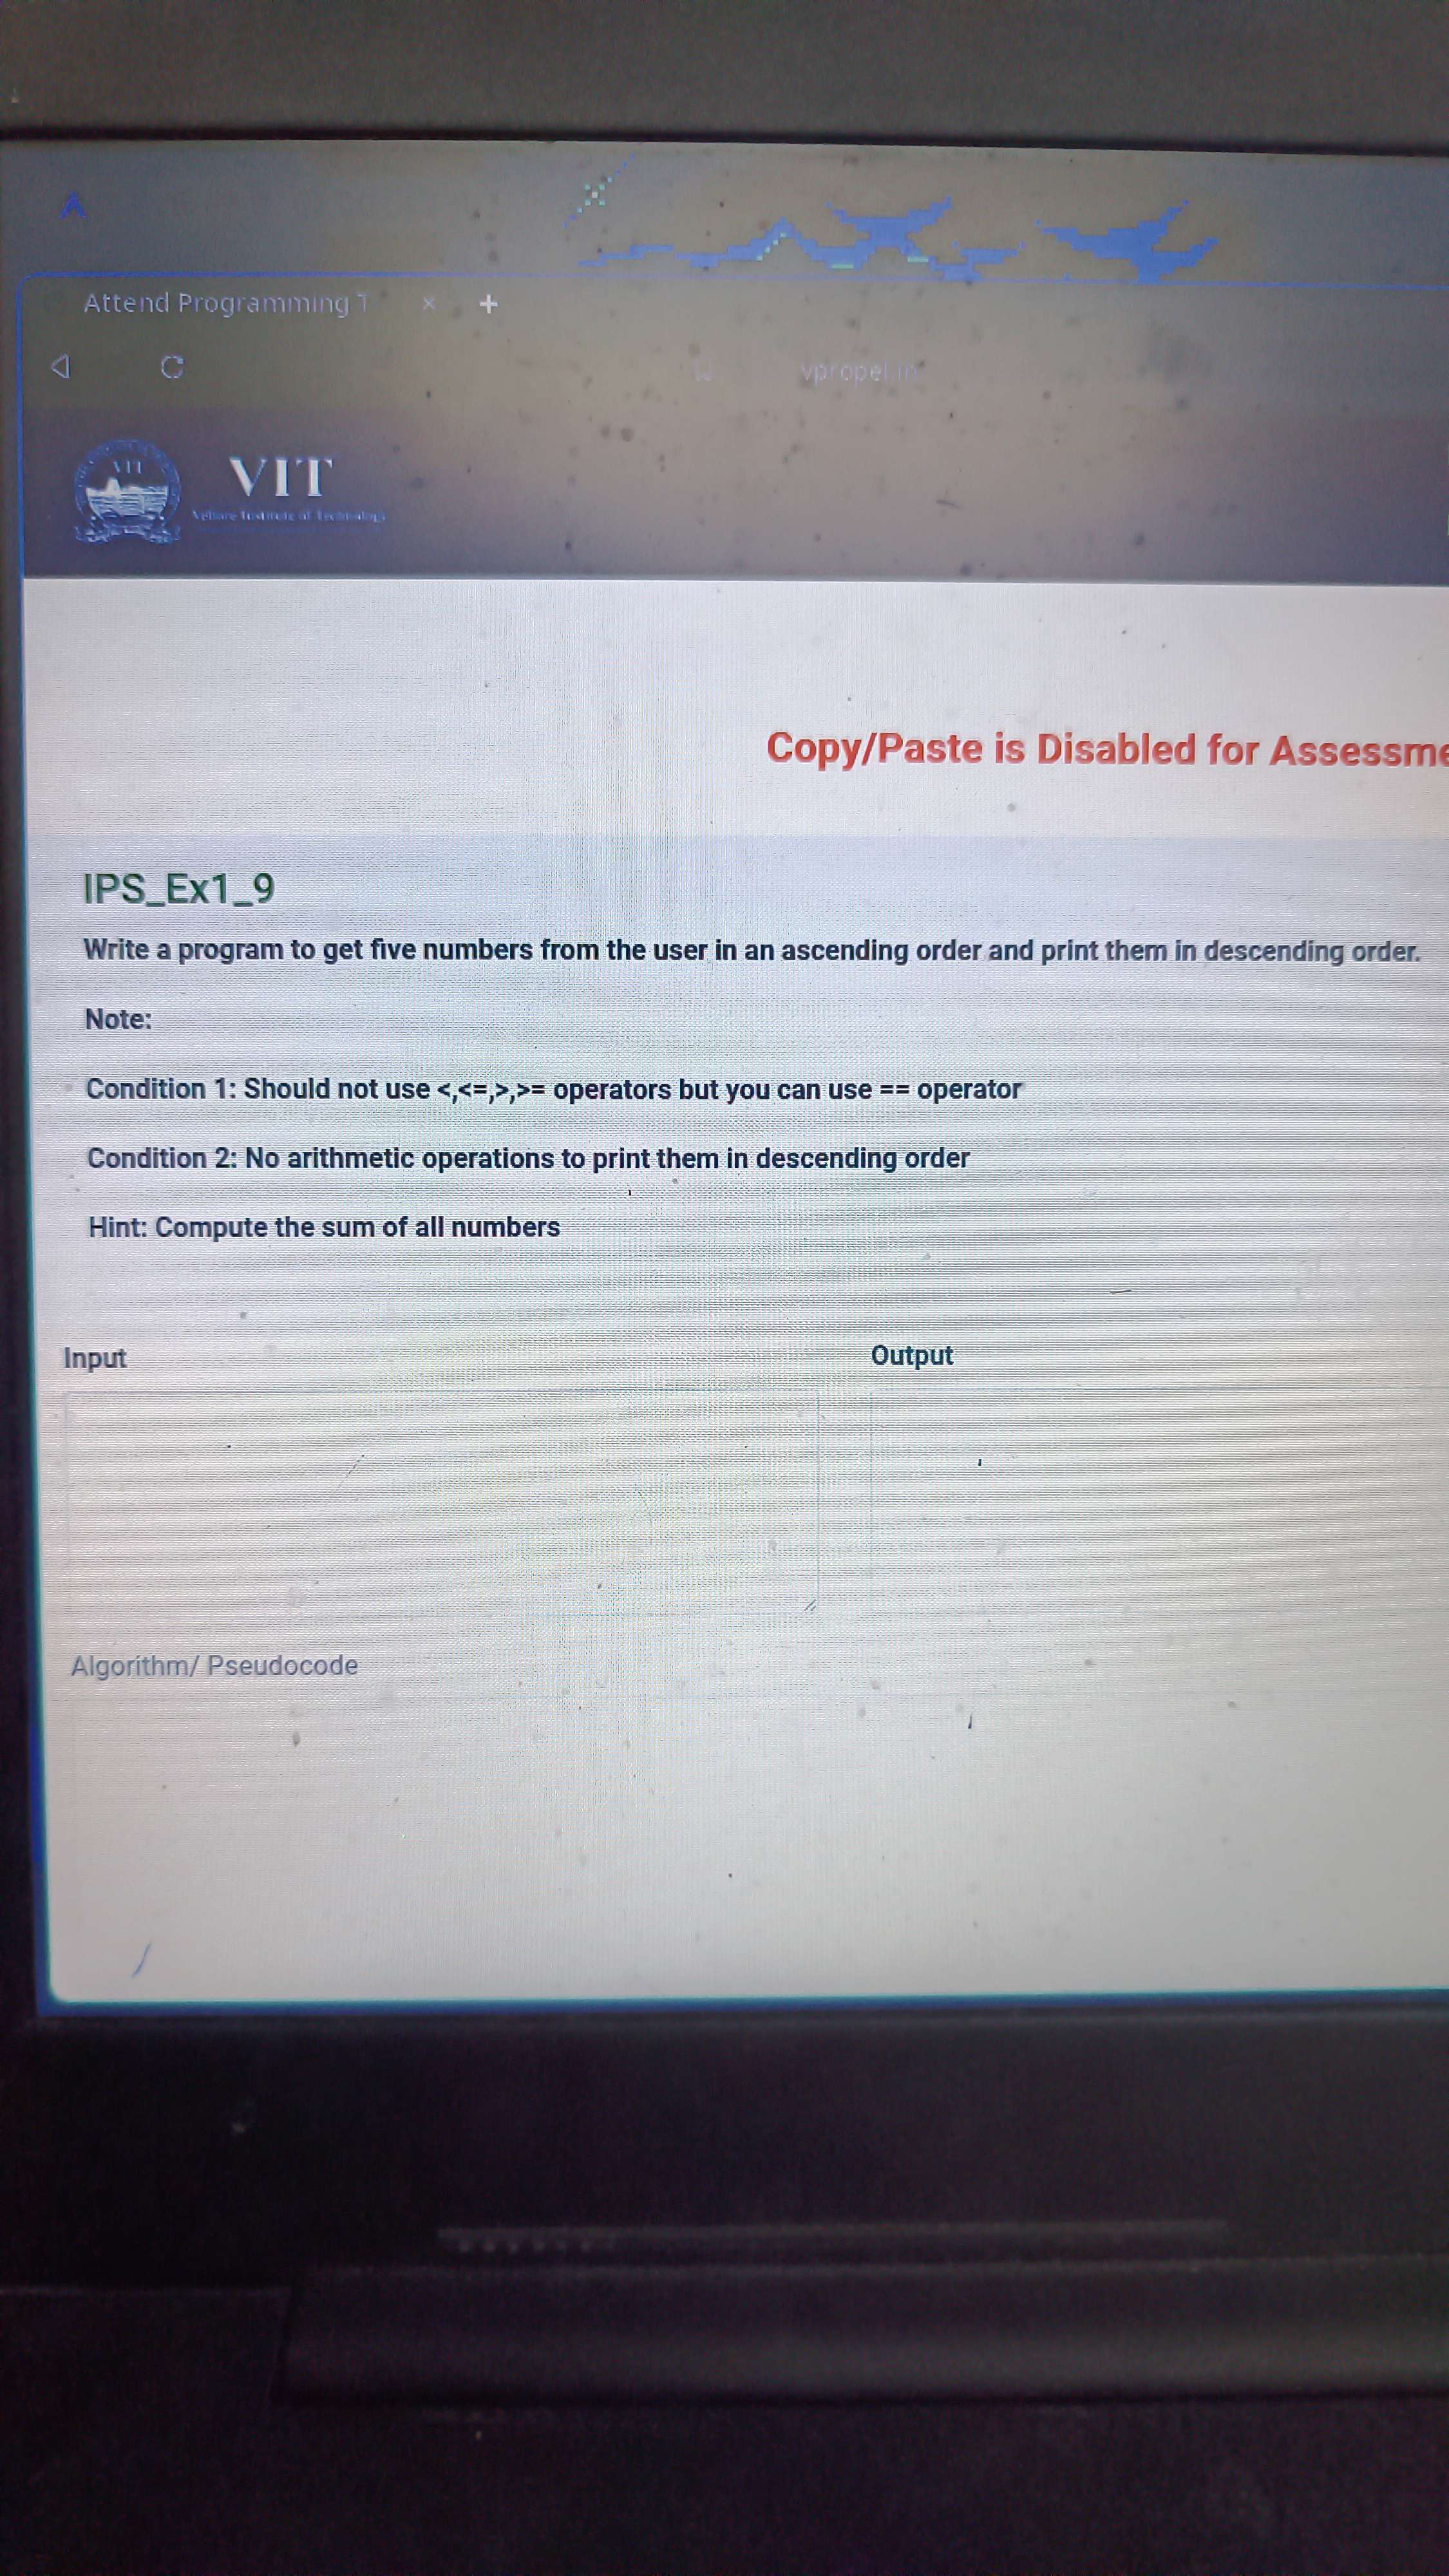 Attend Programming T
vpropel.in
VIT
VIT
Vellore Institute of Technology
Copy/Paste is Disabled for Assessme
IPS_Ex1_9
Write a program to get five numbers from the user in an ascending order and print them in descending order.
Note:
Condition 1: Should not use <,<=,>,>= operators but you can use == operator
Condition 2: No arithmetic operations to print them in descending order
Hint: Compute the sum of all numbers
Input
Output
Algorithm/ Pseudocode